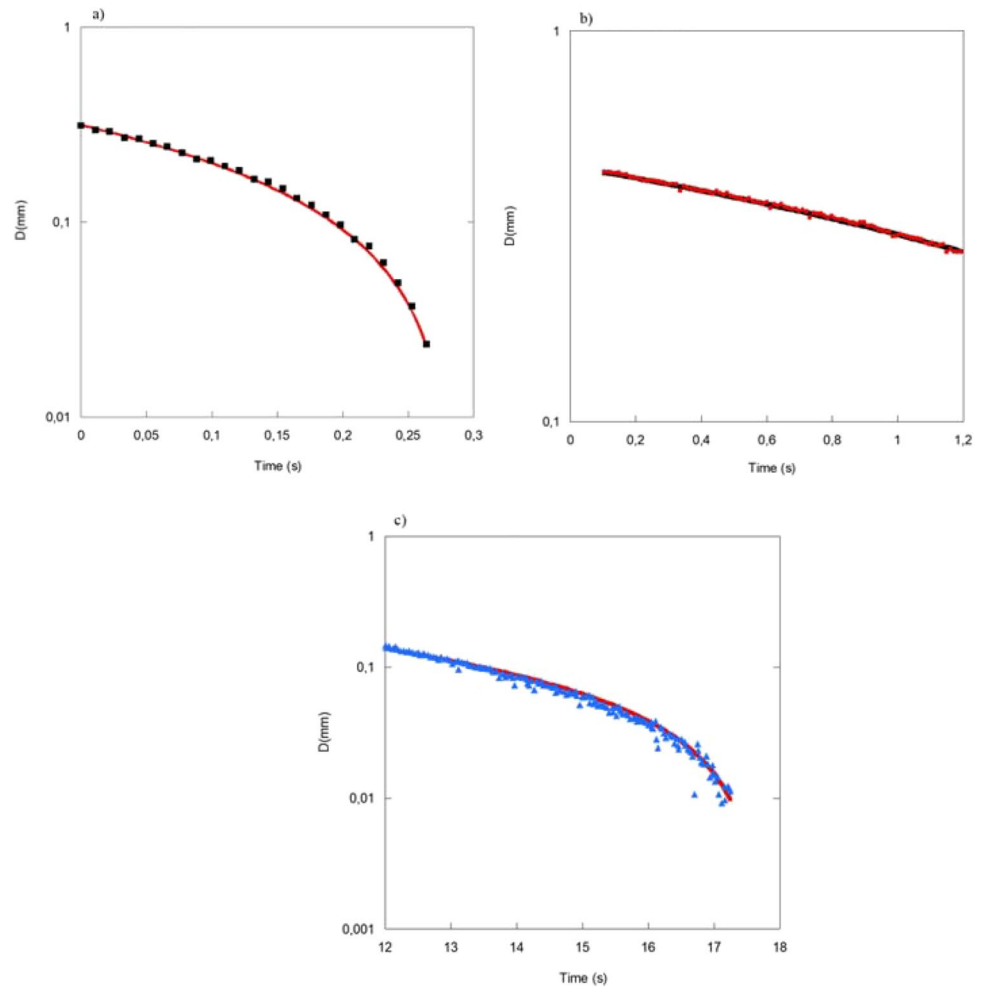 a)
1
0,1
0,01
D(mm)
0 0,05 0,1 0,15 0,2 0,25 0,3
Time (s)
b)
1
0,1
D(mm)
0 0,2 0,4 0,6 0,8 1 1,2
Time (s)
c)
1
0,1
0,01
0,001
D(mm)
12 13 14 15 16 17 18
Time (s)